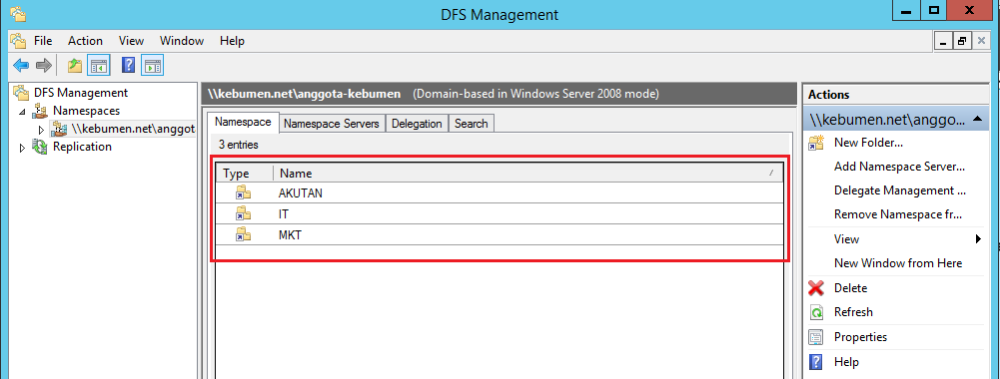 DFS Management
File Action View Window Help
DFS Management
Namespaces
\\kebumen.net\anggot
Replication
\\kebumen.net\anggota-kebumen (Domain-based in Windows Server 2008 mode)
Namespace Namespace Servers Delegation Search
3 entries
Type Name
AKUTAN
IT
MKT
Actions
\\kebumen.net\anggo...
New Folder...
Add Namespace Server...
Delegate Management ...
Remove Namespace fr...
View
New Window from Here
Delete
Refresh
Properties
Help